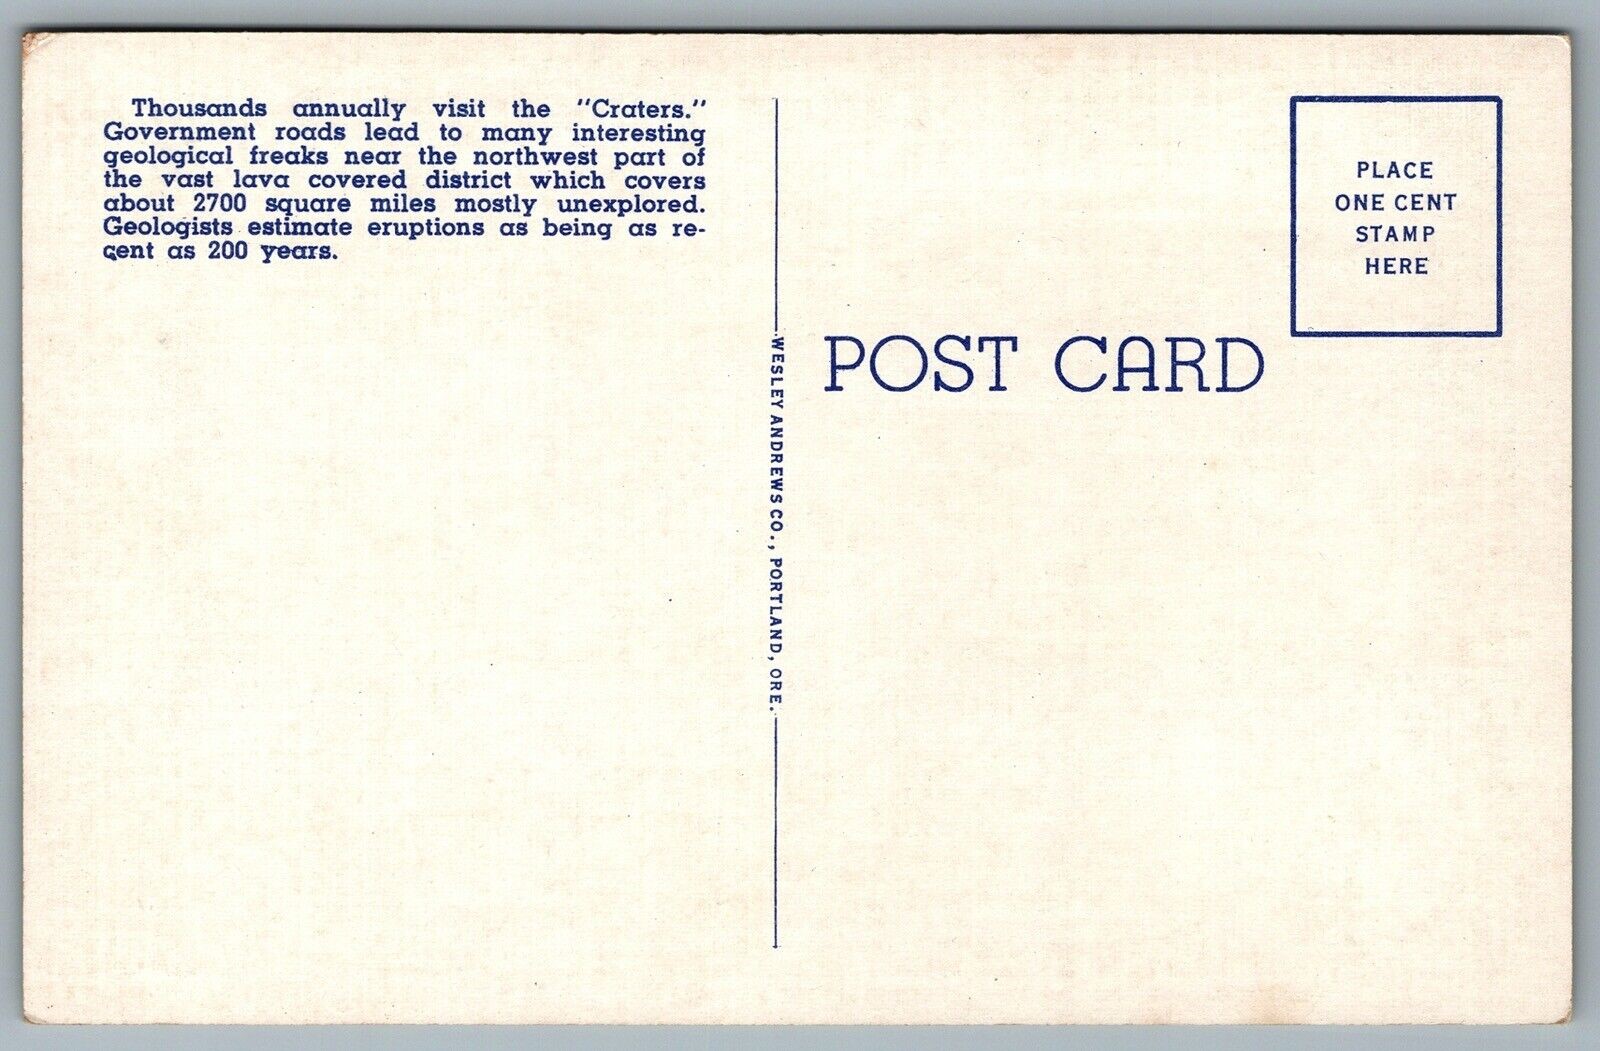 Thousands annually visit the "Craters."
Government roads lead to many interesting
geological freaks near the northwest part of
the vast lava covered district which covers
about 2700 square miles mostly unexplored.
Geologists estimate eruptions as being as re-
cent as 200 years.
WESLEY ANDREWS CO., PORTLAND, ORE.
POST CARD
PLACE
ONE CENT
STAMP
HERE